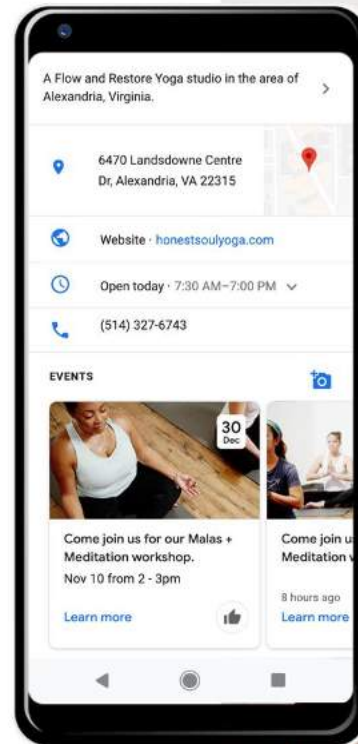 A Flow and Restore Yoga studio in the area of
Alexandria, Virginia.
6470 Landsdowne Centre
Dr, Alexandria, VA 22315
Website · honestsoulyoga.com
Open today · 7:30 AM–7:00 PM
(514) 327-6743
EVENTS
30
Dec
Come join us for our Malas +
Meditation workshop.
Nov 10 from 2 - 3pm
Learn more
Come join u
Meditation
8 hours ago
Learn more